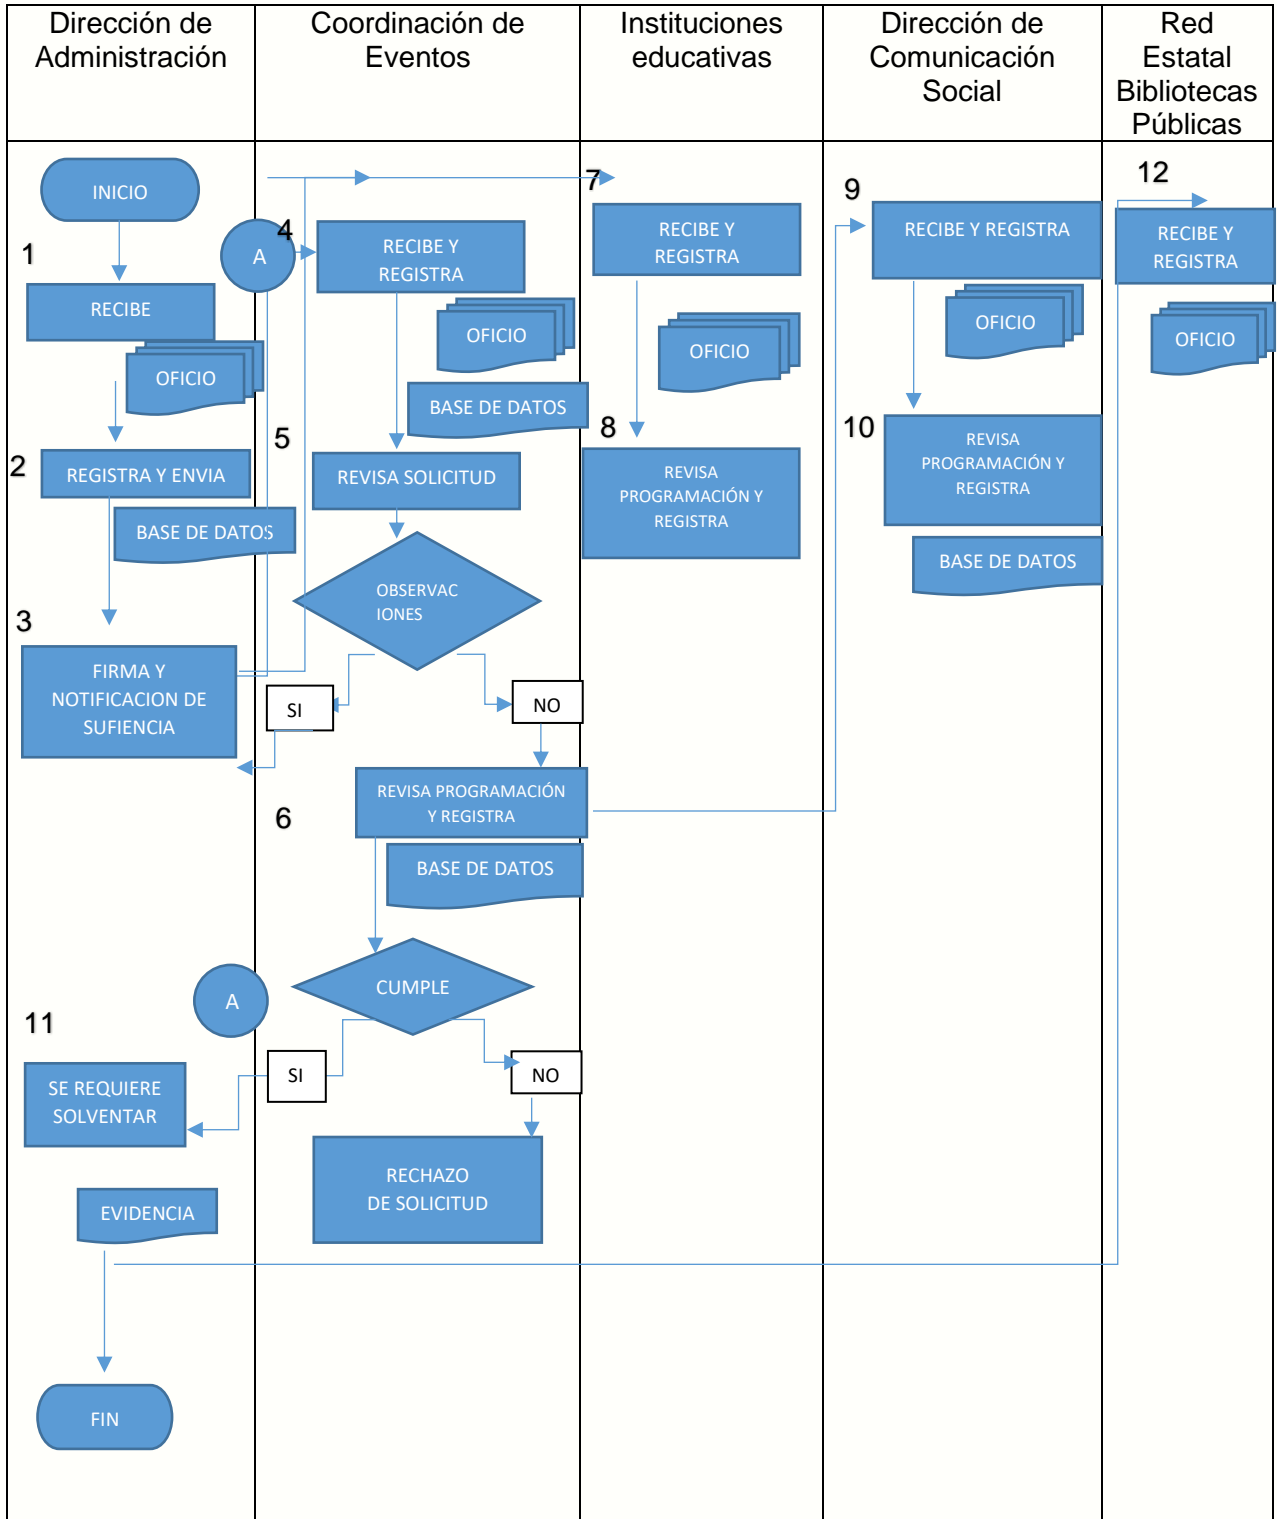 Dirección de
Administración
Coordinación de
Eventos
Instituciones
educativas
Dirección de
Comunicación
Social
Red
Estatal
Bibliotecas
Públicas
INICIO
1
RECIBE
OFICIO
2
REGISTRA Y ENVIA
BASE DE DATOS
3
FIRMA Y
NOTIFICACION DE
SUFIENCIA
A
4
RECIBE Y
REGISTRA
OFICIO
BASE DE DATOS
5
REVISA SOLICITUD
OBSERVAC
IONES
SI
NO
6
REVISA PROGRAMACIÓN
Y REGISTRA
BASE DE DATOS
CUMPLE
A
SI
NO
RECHAZO
DE SOLICITUD
7
RECIBE Y
REGISTRA
OFICIO
8
REVISA
PROGRAMACIÓN Y
REGISTRA
9
RECIBE Y REGISTRA
OFICIO
10
REVISA
PROGRAMACIÓN Y
REGISTRA
BASE DE DATOS
11
SE REQUIERE
SOLVENTAR
EVIDENCIA
FIN
12
RECIBE Y
REGISTRA
OFICIO